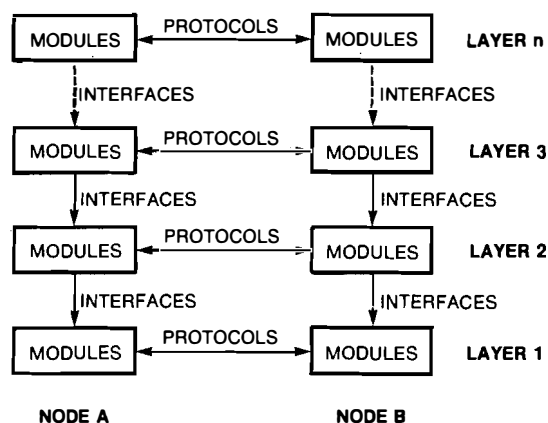 PROTOCOLS
MODULES MODULES LAYER n
INTERFACES INTERFACES
PROTOCOLS
MODULES MODULES LAYER 3
INTERFACES INTERFACES
PROTOCOLS
MODULES MODULES LAYER 2
INTERFACES INTERFACES
PROTOCOLS
MODULES MODULES LAYER 1
NODE A NODE B